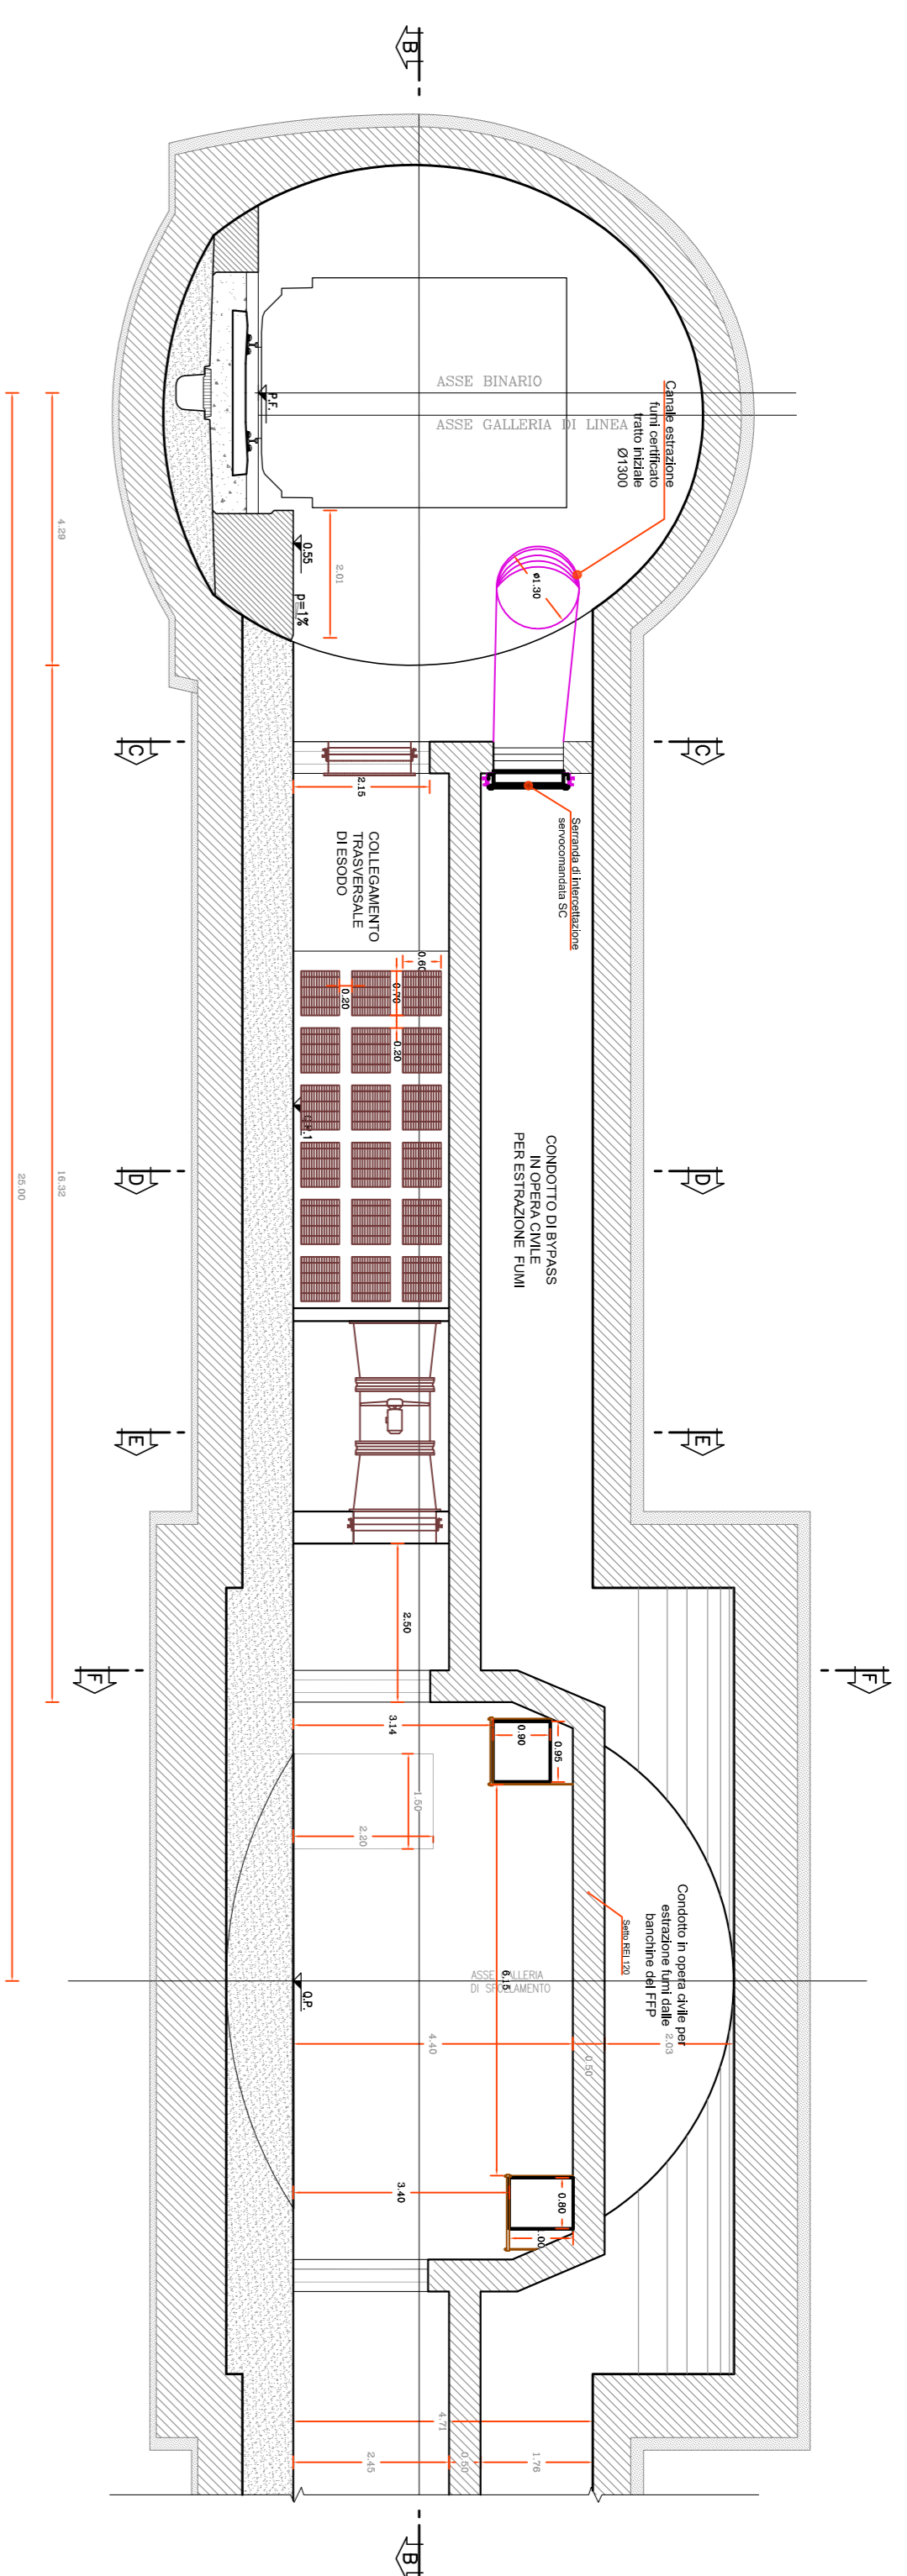 B
ASSE BINARIO
ASSE GALLERIA DI LINEA
Canale estrazione
fumi certificato
tratto iniziale
Ø1300
P.F.
4.29
0.55
p=1%
2.01
ø1.30
C
C
2.15
Serranda di intercettazione
servocomandata SC
COLLEGAMENTO
TRASVERSALE
DI ESODO
0.60
0.70
0.20
0.20
CONDOTTO DI BYPASS
IN OPERA CIVILE
PER ESTRAZIONE FUMI
D
D
16.32
25.00
E
E
2.50
F
F
3.14
0.90
0.95
1.50
2.20
Setto REI 120
Condotto in opera civile per
estrazione fumi dalle
banchine del FFP
6.15
ASSE GALLERIA
DI SFOLLAMENTO
Q.P.
4.40
0.50
2.03
3.40
0.80
4.71
2.45
0.50
1.76
B